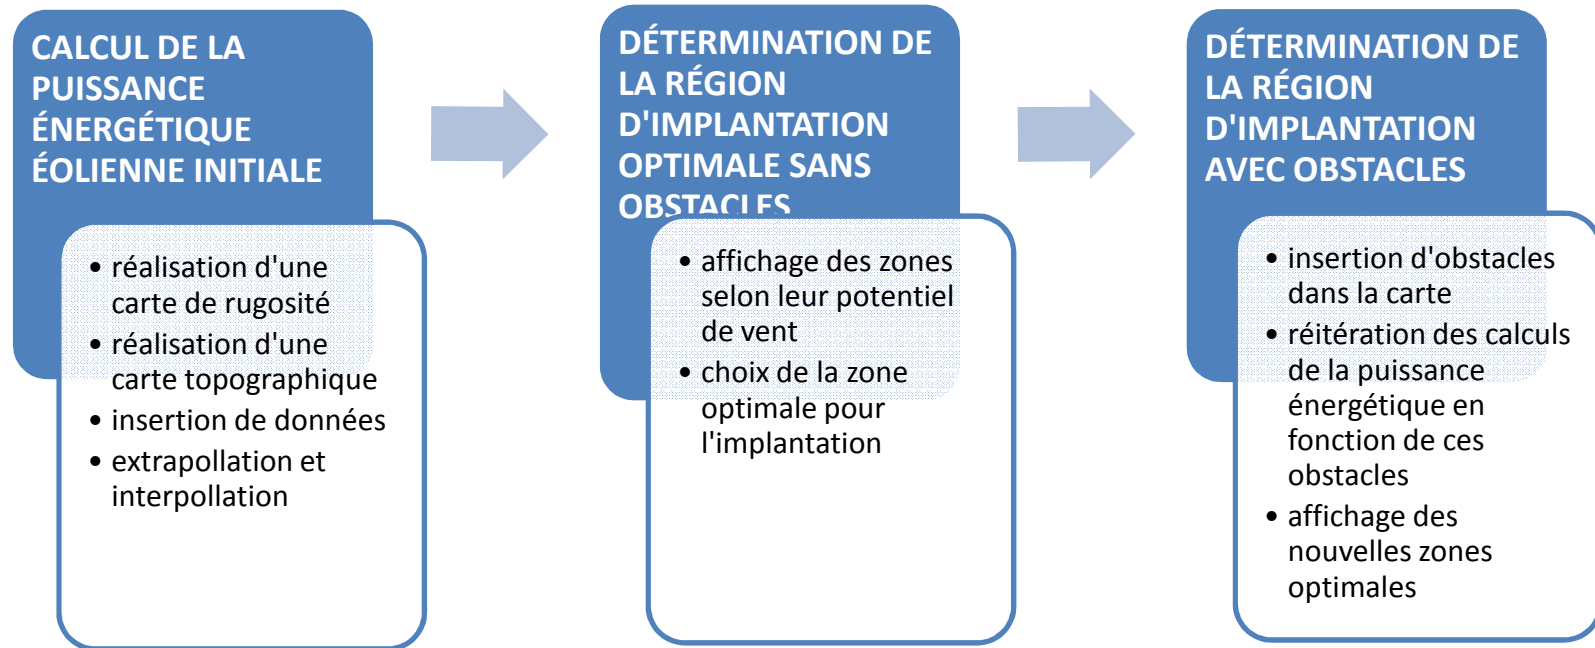 CALCUL DE LA
PUISSANCE
ÉNERGÉTIQUE
ÉOLIENNE INITIALE
• réalisation d'une
carte de rugosité
• réalisation d'une
carte topographique
• insertion de données
• extrapollation et
interpollation
DÉTERMINATION DE
LA RÉGION
D'IMPLANTATION
OPTIMALE SANS
OBSTACLES
• affichage des zones
selon leur potentiel
de vent
• choix de la zone
optimale pour
l'implantation
DÉTERMINATION DE
LA RÉGION
D'IMPLANTATION
AVEC OBSTACLES
• insertion d'obstacles
dans la carte
• réitération des calculs
de la puissance
énergétique en
fonction de ces
obstacles
• affichage des
nouvelles zones
optimales